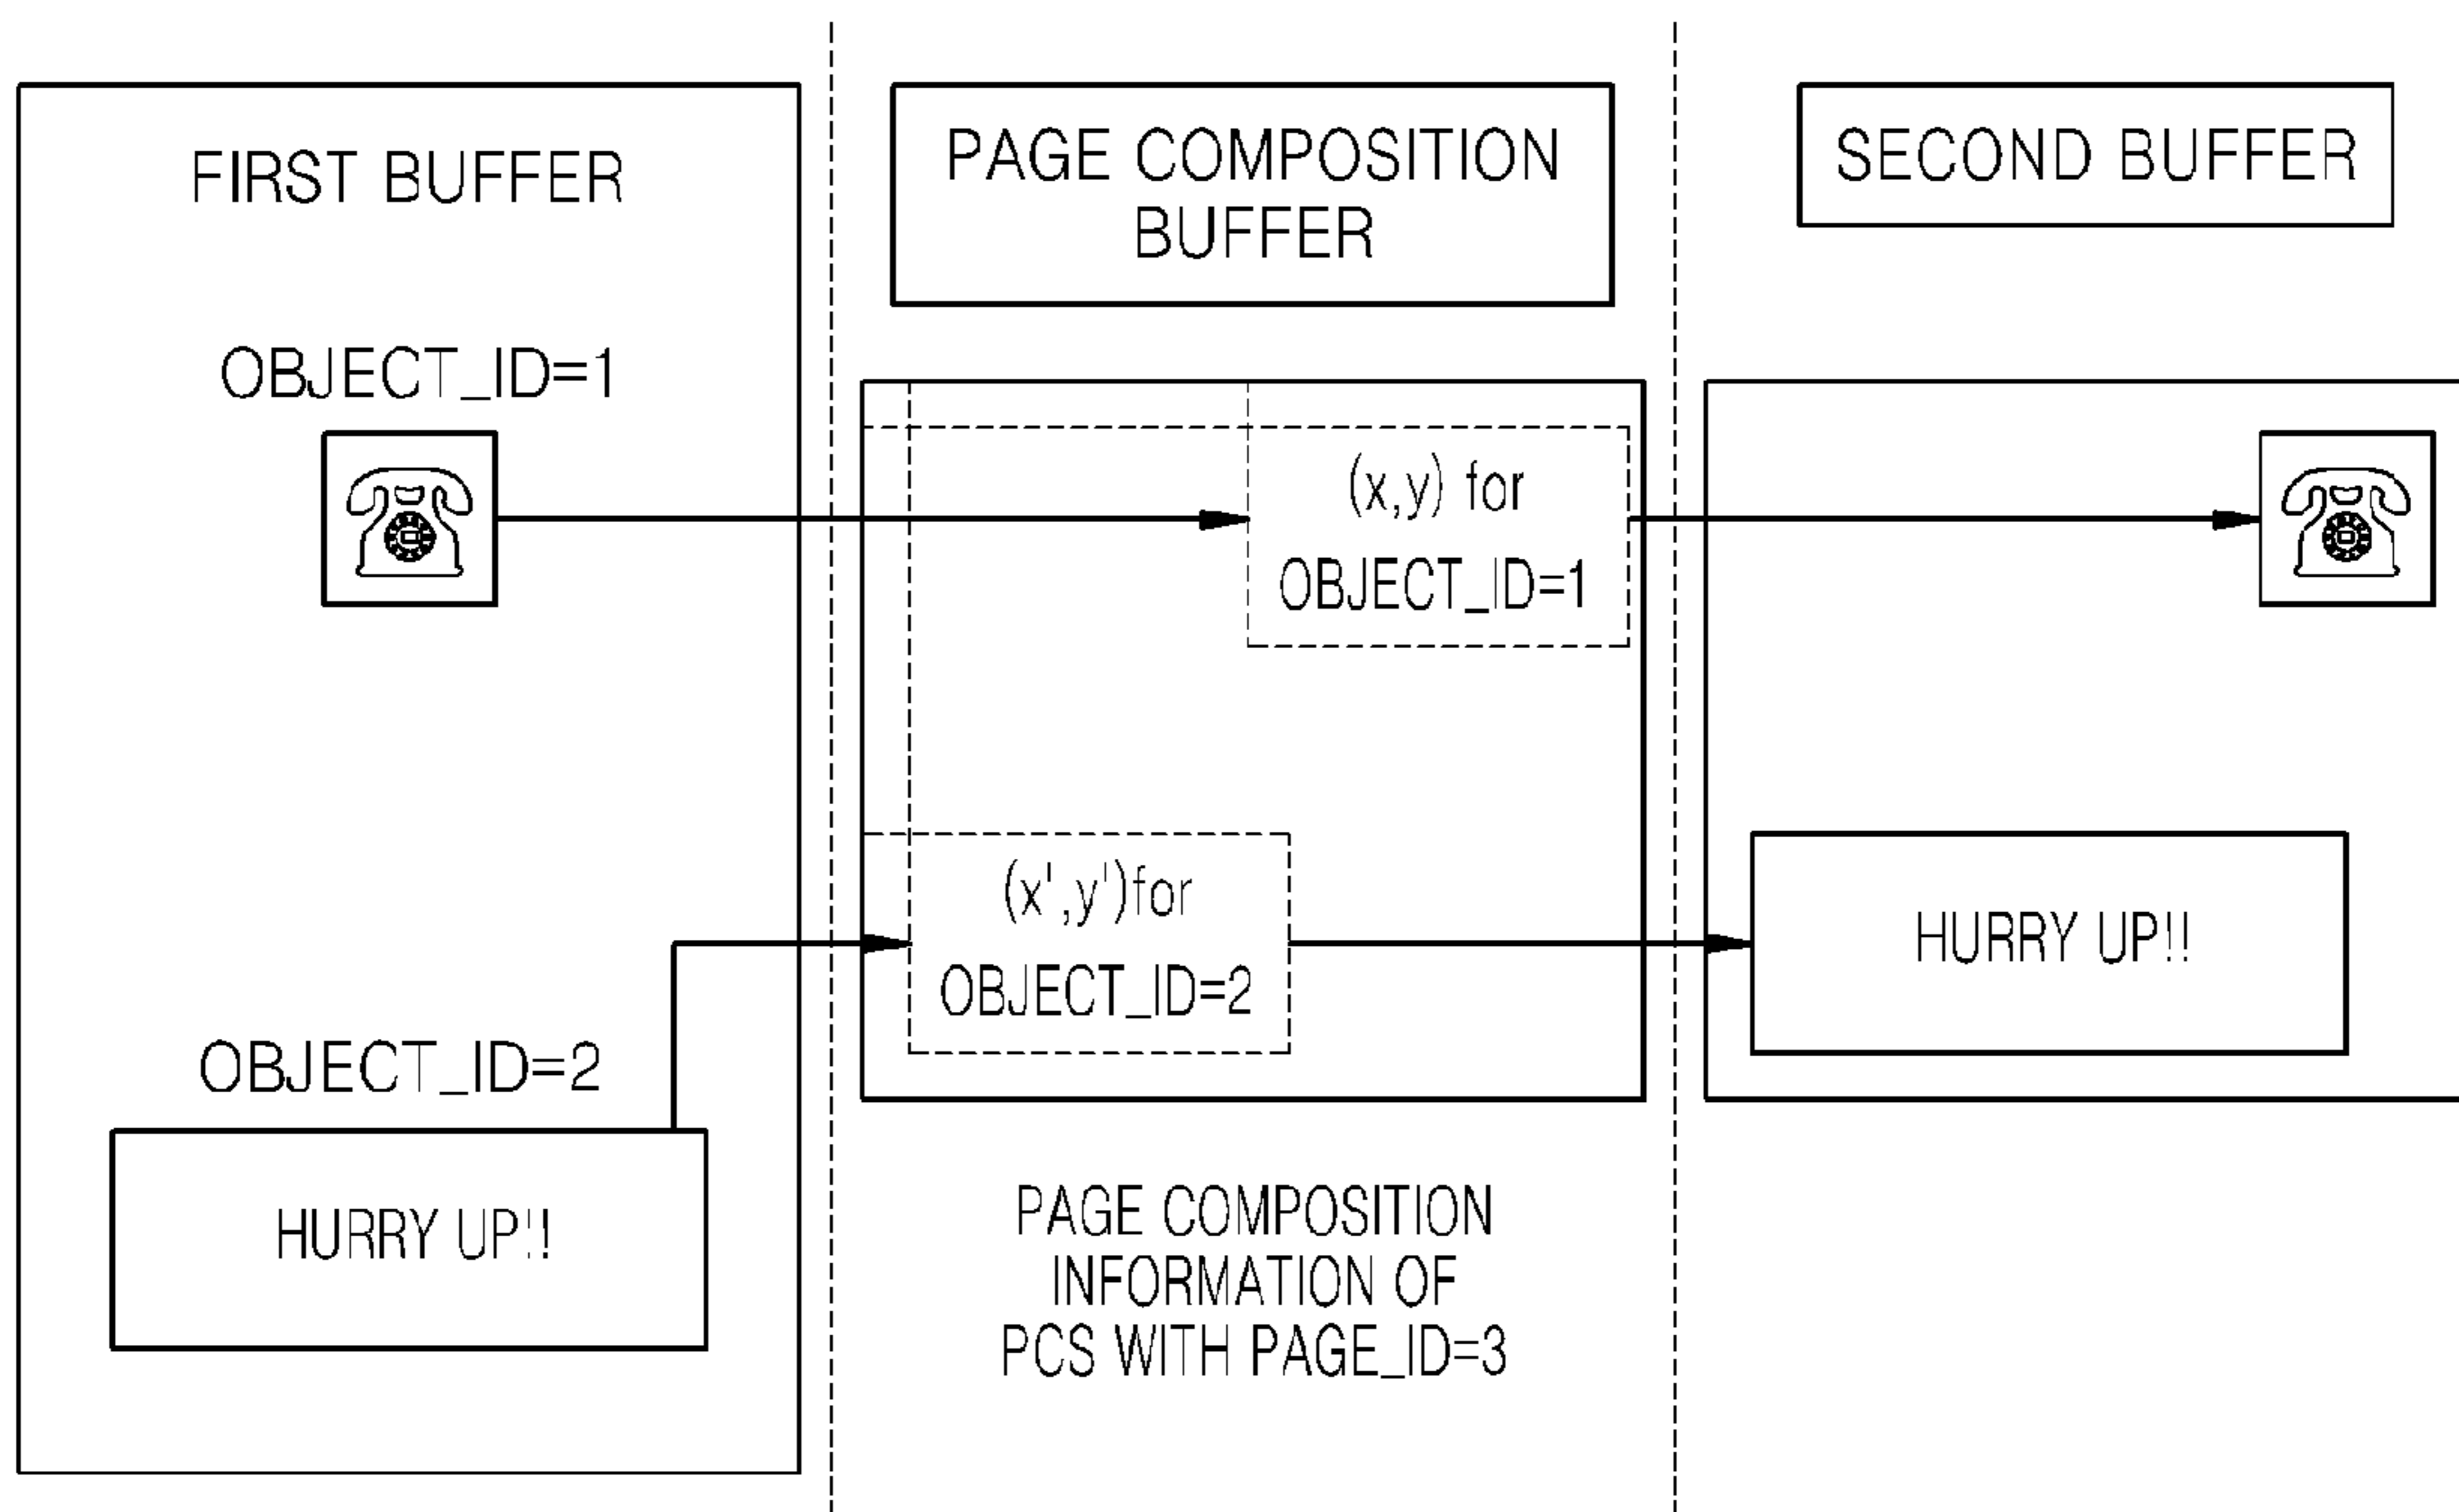 FIRST BUFFER
OBJECT_ID=1
OBJECT_ID=2
HURRY UP!!
PAGE COMPOSITION
BUFFER
(x,y) for
OBJECT_ID=1
(x',y')for
OBJECT_ID=2
PAGE COMPOSITION
INFORMATION OF
PCS WITH PAGE_ID=3
SECOND BUFFER
HURRY UP!!